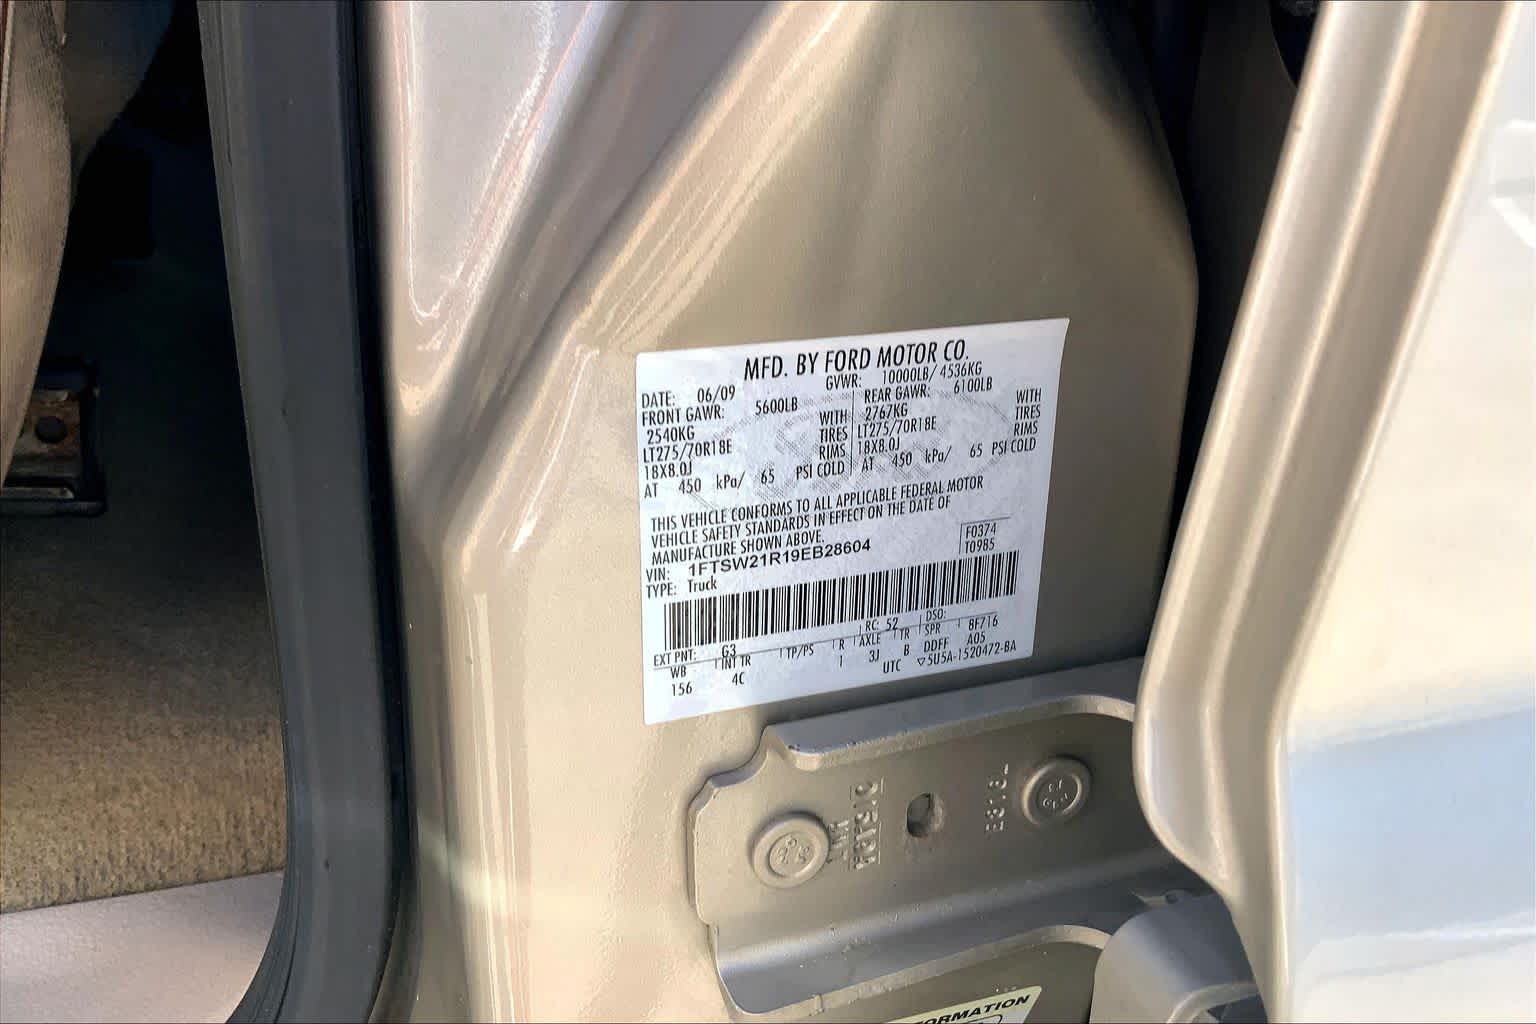 MFD. BY FORD MOTOR CO.
DATE: 06/09 GVWR: 10000LB/ 4536KG
FRONT GAWR: 5600LB REAR GAWR: 6100LB
2540KG WITH 2767KG WITH
LT275/70R18E TIRES LT275/70R18E TIRES
18X8.0J RIMS 18X8.0J RIMS
AT 450 kPa/ 65 PSI COLD AT 450 kPa/ 65 PSI COLD
THIS VEHICLE CONFORMS TO ALL APPLICABLE FEDERAL MOTOR
VEHICLE SAFETY STANDARDS IN EFFECT ON THE DATE OF
MANUFACTURE SHOWN ABOVE. F0374
VIN: 1FTSW21R19EB28604 T0985
TYPE: Truck
EXT PNT: G3 RC: 52 DSO: 8F716
WB INT TR TP/PS R AXLE TR SPR A05
156 4C I 3J B DDFF
UTC ▽5U5A-1520472-BA
ORMATION